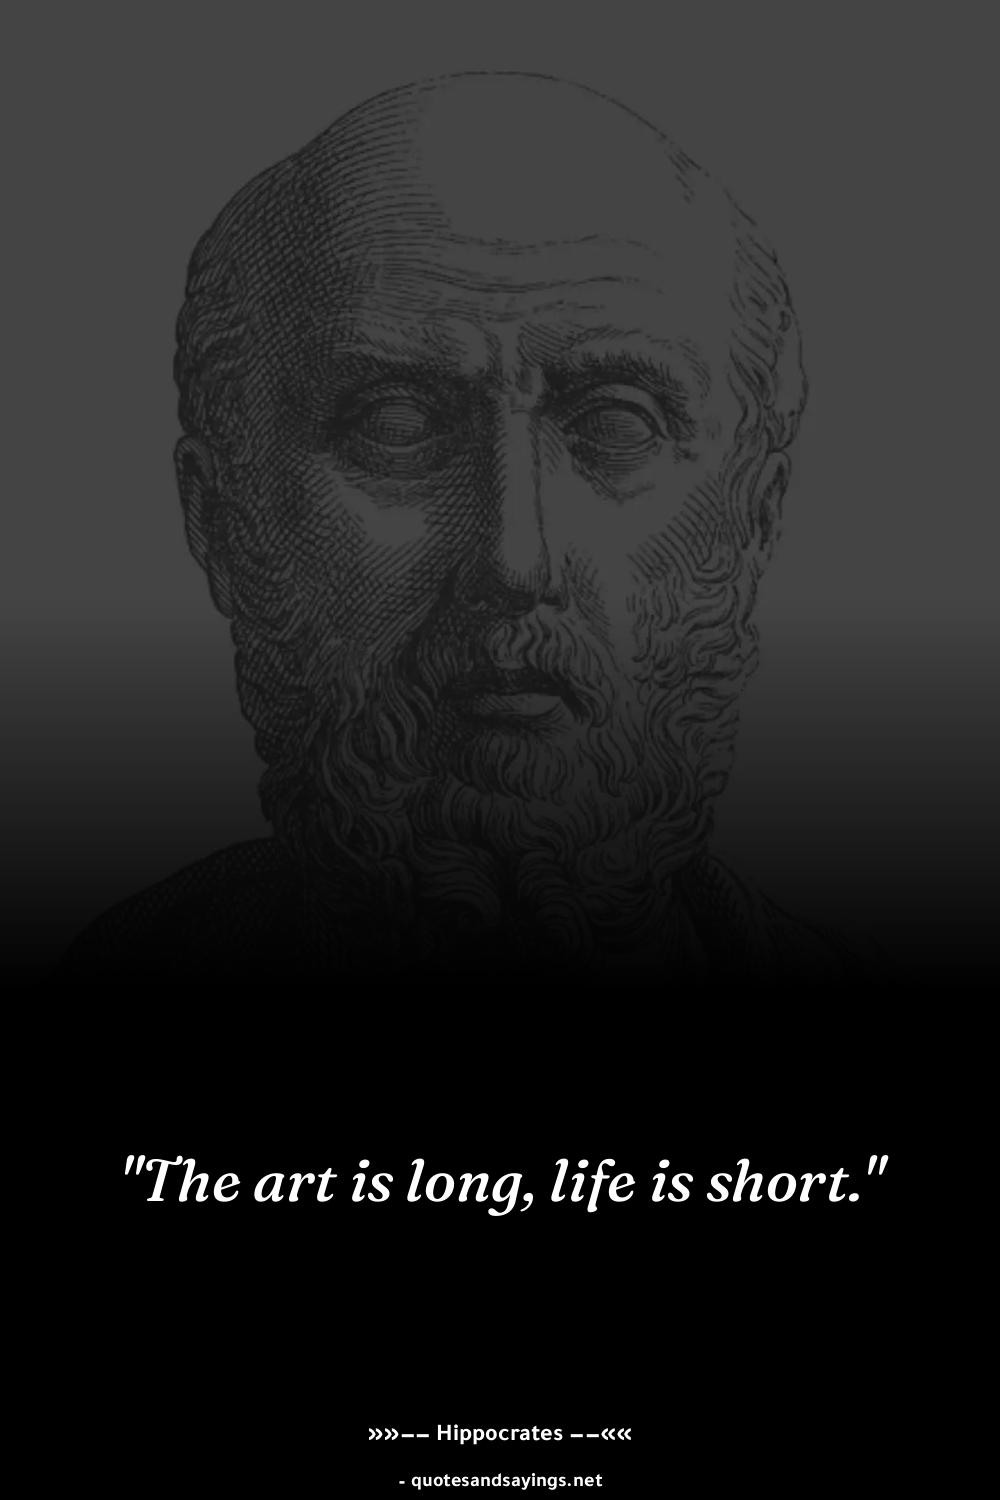 "The art is long, life is short."
»»−− Hippocrates −−««
- quotesandsayings.net